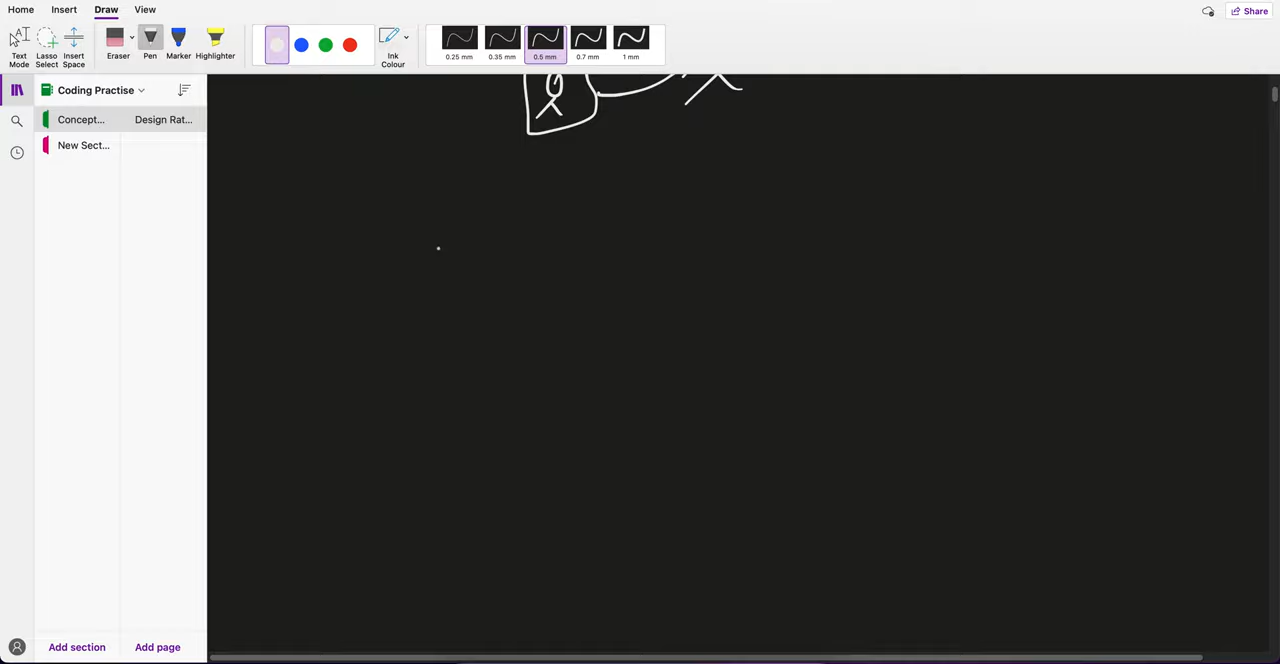 Home Insert Draw View
Share
Text Mode
Lasso Select
Insert Space
Eraser
Pen
Marker
Highlighter
Ink Colour
0.25 mm
0.35 mm
0.5 mm
0.7 mm
1 mm
Coding Practise
Concept... Design Rat...
New Sect...
Add section Add page